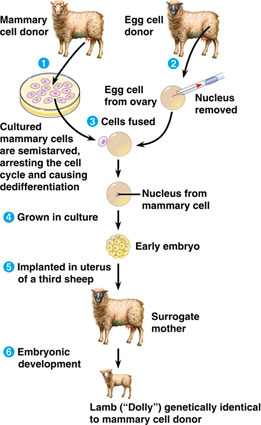 Mammary
cell donor
Egg cell
donor
1
2
Egg cell
from ovary
Nucleus
removed
3 Cells fused
Cultured
mammary cells
are semistarved,
arresting the cell
cycle and causing
dedifferentiation
Nucleus from
mammary cell
4 Grown in culture
Early embryo
5 Implanted in uterus
of a third sheep
Surrogate
mother
6 Embryonic
development
Lamb (“Dolly”) genetically identical
to mammary cell donor